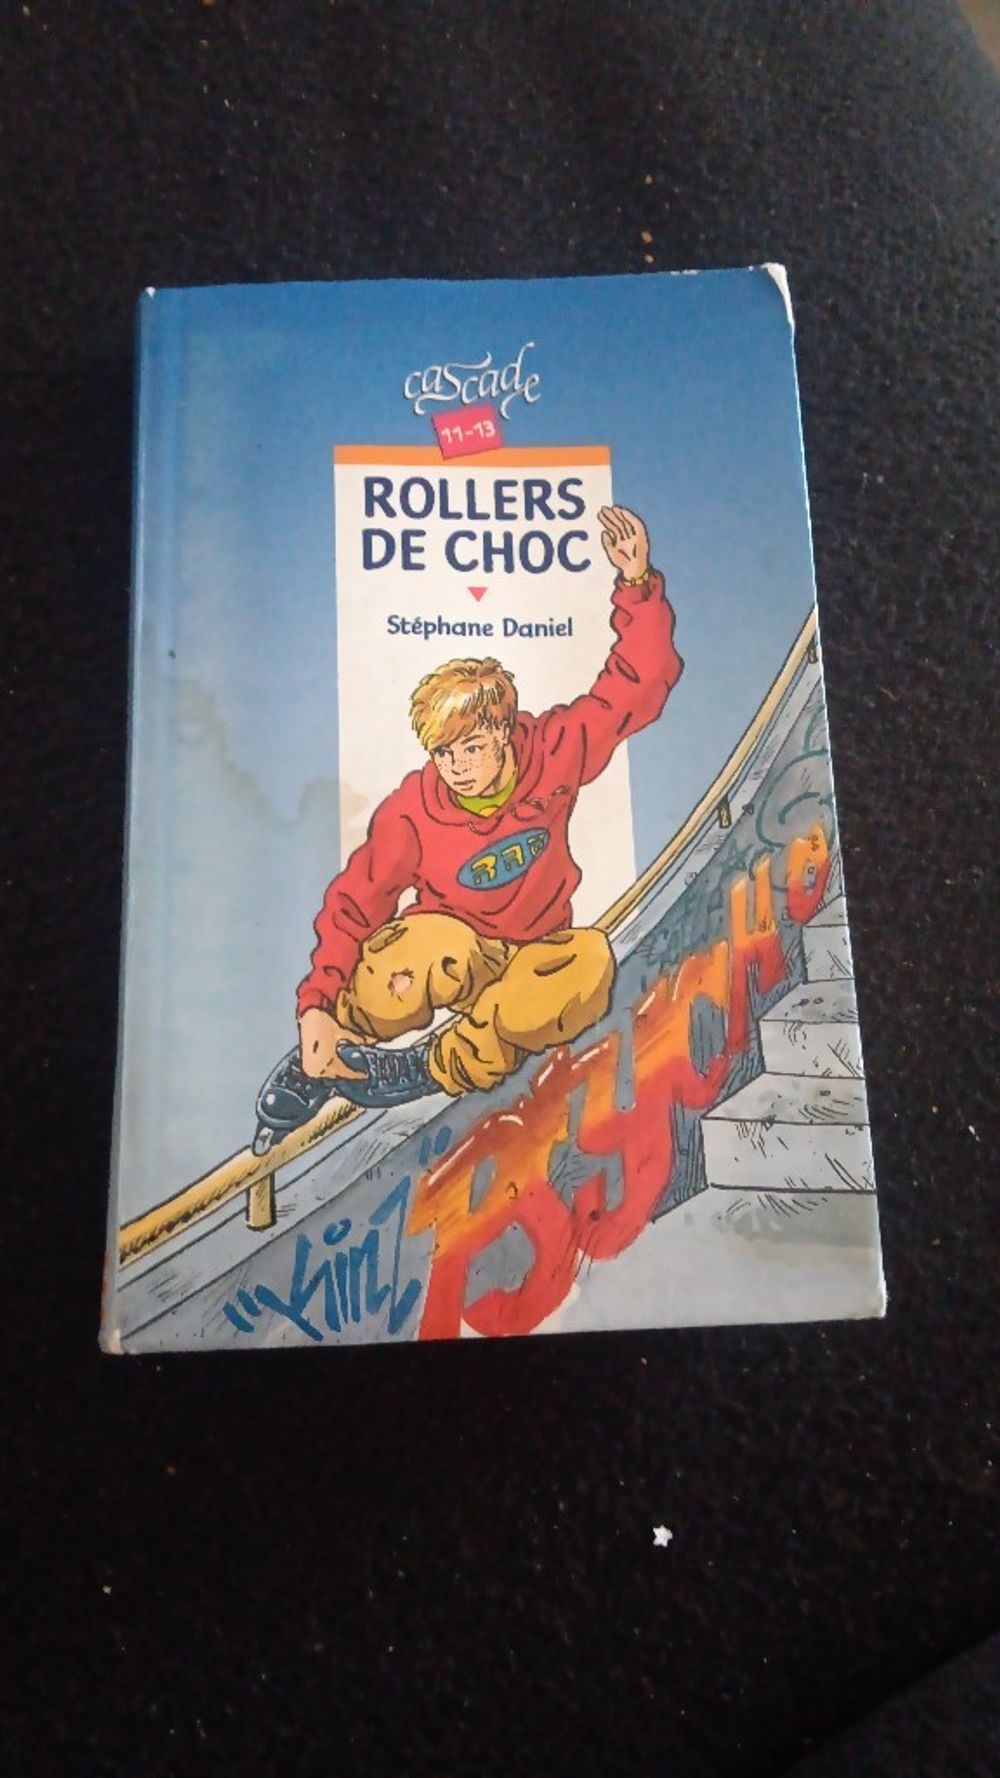 cascade
11-13
ROLLERS
DE CHOC
Stéphane Daniel